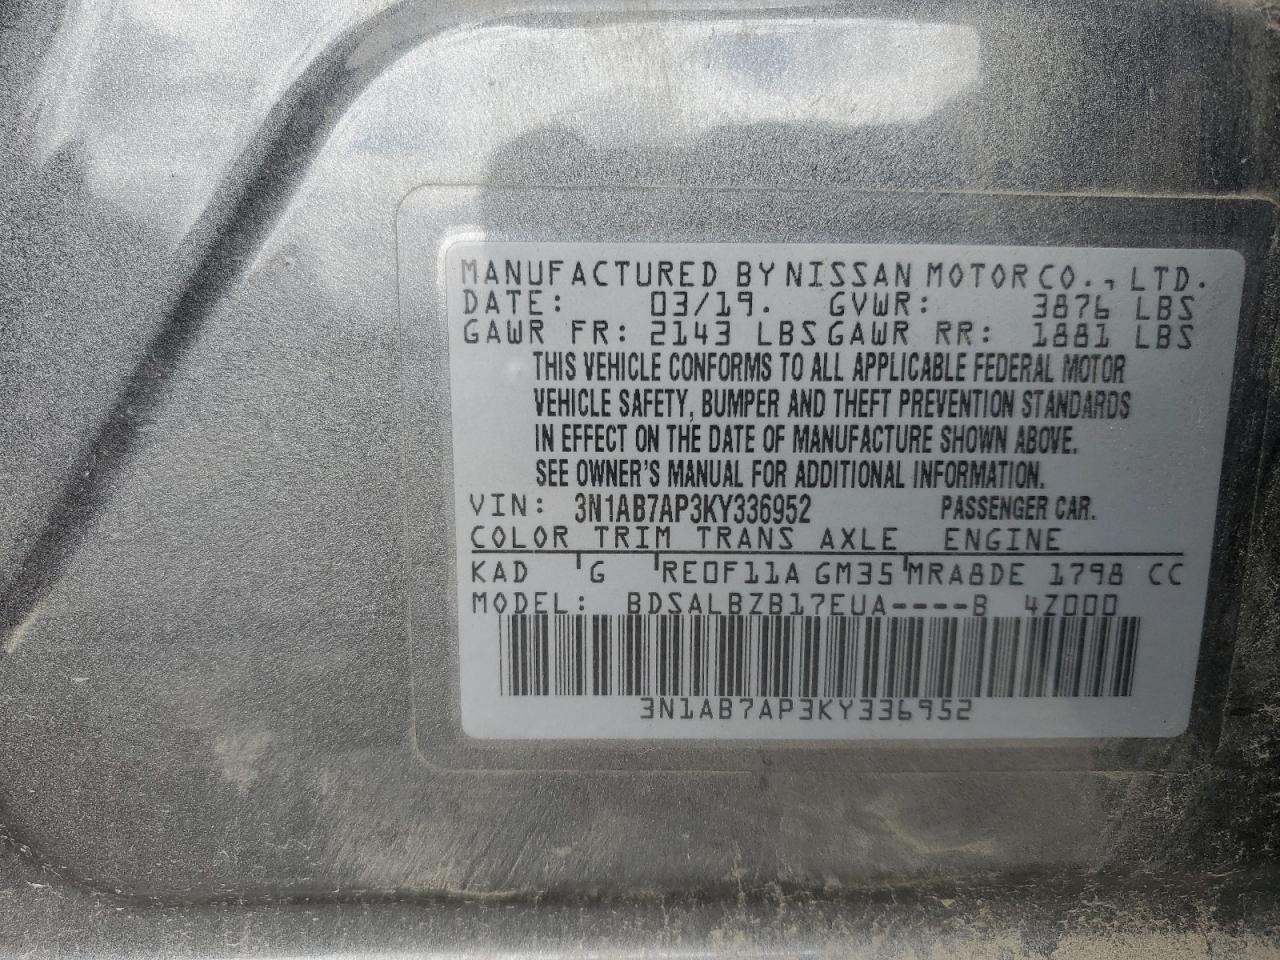 MANUFACTURED BY NISSAN MOTOR CO., LTD.
DATE: 03/19. GVWR: 3876 LBS
GAWR FR: 2143 LBS GAWR RR: 1881 LBS
THIS VEHICLE CONFORMS TO ALL APPLICABLE FEDERAL MOTOR
VEHICLE SAFETY, BUMPER AND THEFT PREVENTION STANDARDS
IN EFFECT ON THE DATE OF MANUFACTURE SHOWN ABOVE.
SEE OWNER'S MANUAL FOR ADDITIONAL INFORMATION.
VIN: 3N1AB7AP3KY336952 PASSENGER CAR.
COLOR TRIM TRANS AXLE ENGINE
KAD G RE0F11A GM35 MRA8DE 1798 CC
MODEL: BDSALBZB17EUA----B 4Z000
3N1AB7AP3KY336952